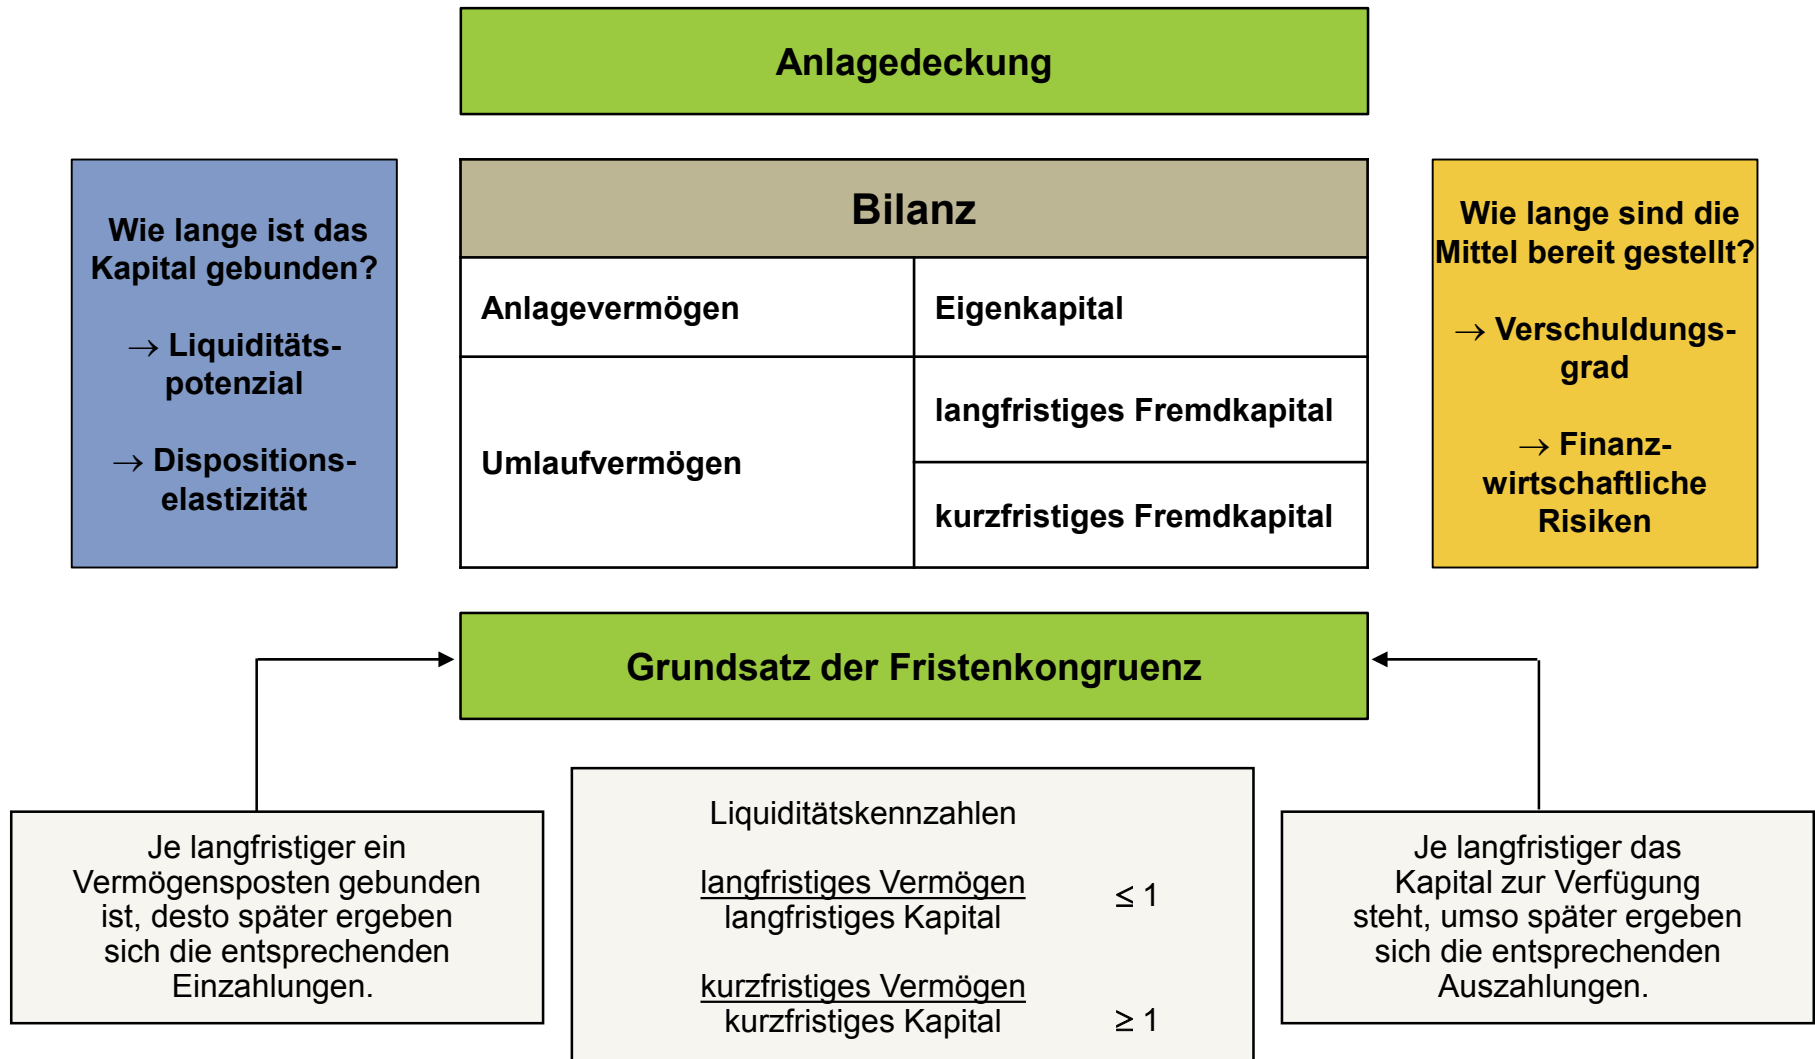 Anlagedeckung
Wie lange ist das
Kapital gebunden?
→ Liquiditäts-
potenzial
→ Dispositions-
elastizität
Bilanz
Anlagevermögen
Eigenkapital
Umlaufvermögen
langfristiges Fremdkapital
kurzfristiges Fremdkapital
Wie lange sind die
Mittel bereit gestellt?
→ Verschuldungs-
grad
→ Finanz-
wirtschaftliche
Risiken
Grundsatz der Fristenkongruenz
Je langfristiger ein
Vermögensposten gebunden
ist, desto später ergeben
sich die entsprechenden
Einzahlungen.
Liquiditätskennzahlen
langfristiges Vermögen
langfristiges Kapital ≤ 1
kurzfristiges Vermögen
kurzfristiges Kapital ≥ 1
Je langfristiger das
Kapital zur Verfügung
steht, umso später ergeben
sich die entsprechenden
Auszahlungen.